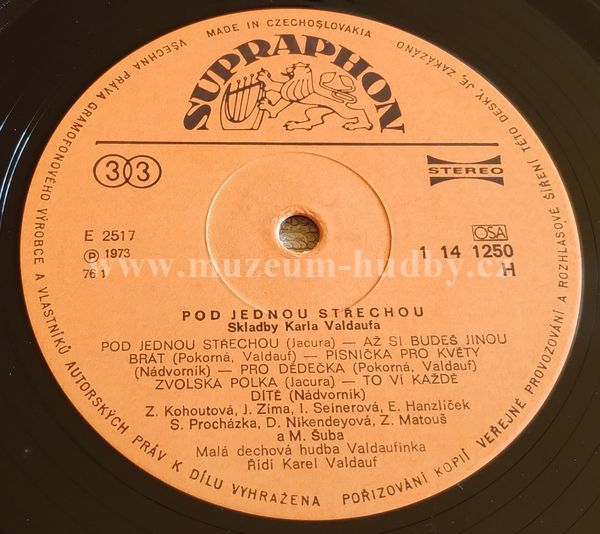 MADE IN CZECHOSLOVAKIA
VŠECHNA PRÁVA GRAMOFONOVÉHO VÝROBCE A VLASTNÍKŮ AUTORSKÝCH PRÁV K DÍLU VYHRAŽENA
POŘIZOVÁNÍ KOPIÍ VEŘEJNÉ PROVOZOVÁNÍ A ROZHLASOVÉ ŠÍŘENÍ TÉTO DESKY, JE, ZAKÁZÁNO
SUPRAPHON
33
STEREO
E 2517
Ⓟ 1973
76 1
OSA
1 14 1250
H
www.muzeum-hudby.cz
POD JEDNOU STŘECHOU
Skladby Karla Valdaufa
POD JEDNOU STŘECHOU (Jacura) — AŽ SI BUDEŠ JINOU
BRÁT (Pokorná, Valdauf) — PÍSNIČKA PRO KVĚTY
(Nádvorník) — PRO DĚDEČKA (Pokorná, Valdauf)
ZVOLSKÁ POLKA (Jacura) — TO VÍ KAŽDÉ
DÍTĚ (Nádvorník)
Z. Kohoutová, J. Zíma, I. Seinerová, E. Hanzlíček
S. Procházka, D. Nikendeyová, Z. Matouš
a M. Šuba
Malá dechová hudba Valdaufinka
Řídí Karel Valdauf